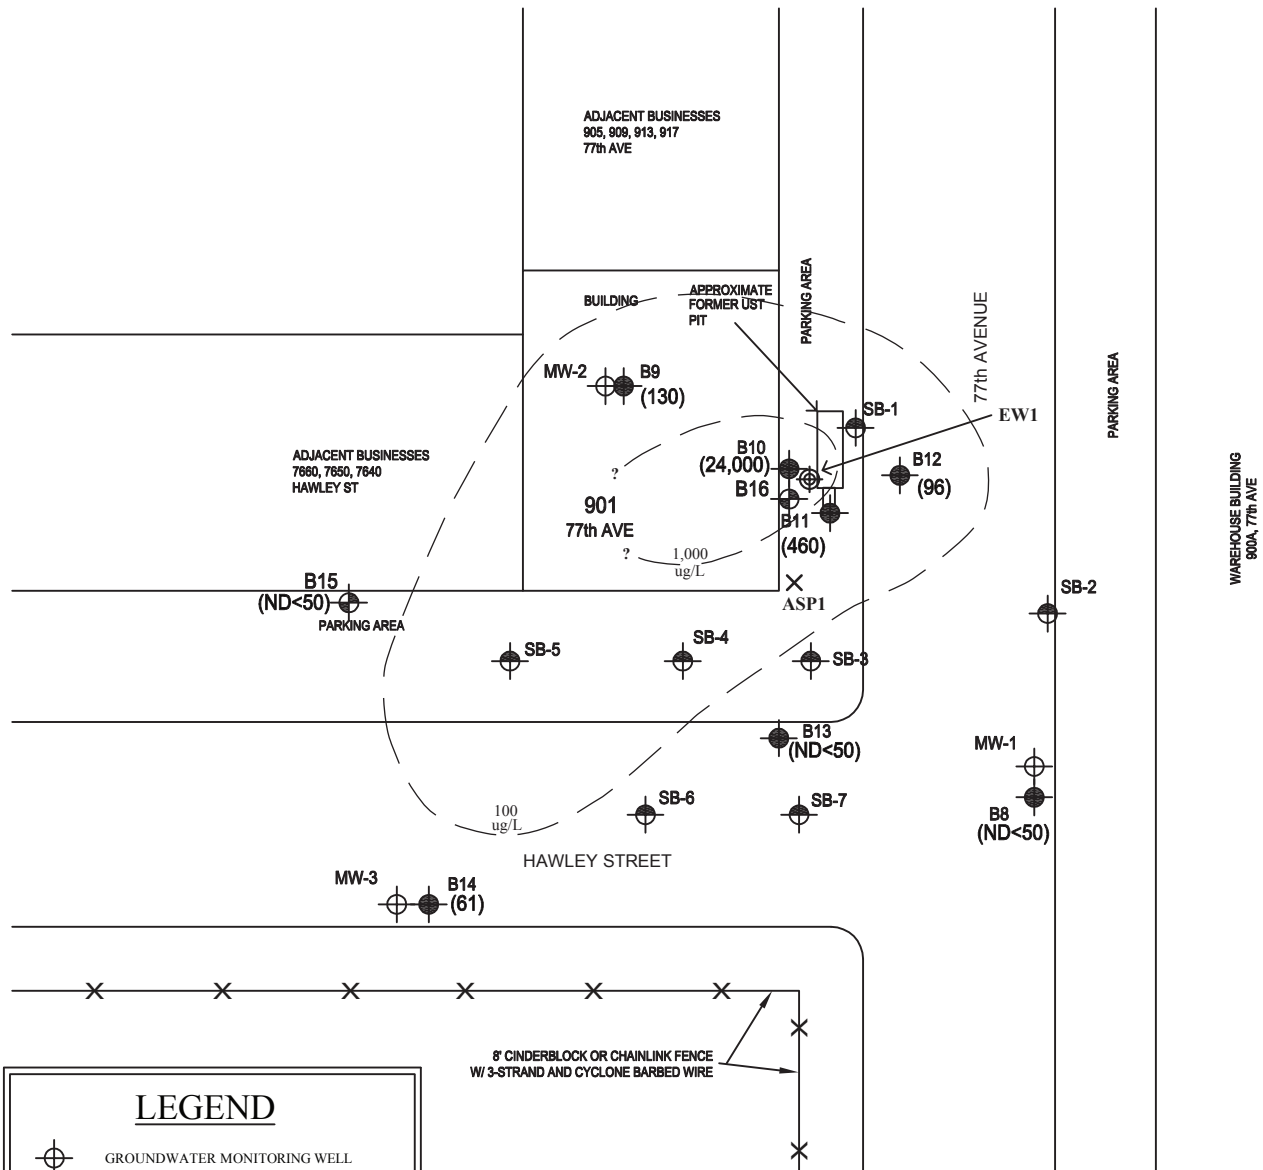 ADJACENT BUSINESSES
905, 909, 913, 917
77th AVE
BUILDING
APPROXIMATE
FORMER UST
PIT
PARKING AREA
77th AVENUE
PARKING AREA
MW-2
B9
(130)
SB-1
EW1
ADJACENT BUSINESSES
7660, 7650, 7640
HAWLEY ST
B10
(24,000)
B12
(96)
B16
901
77th AVE
B11
(460)
?
?
1,000
ug/L
WAREHOUSE BUILDING
900A, 77th AVE
B15
(ND<50)
PARKING AREA
ASP1
SB-2
SB-5
SB-4
SB-3
B13
(ND<50)
MW-1
SB-6
SB-7
B8
(ND<50)
100
ug/L
HAWLEY STREET
MW-3
B14
(61)
8' CINDERBLOCK OR CHAINLINK FENCE
W/ 3-STRAND AND CYCLONE BARBED WIRE
LEGEND
GROUNDWATER MONITORING WELL